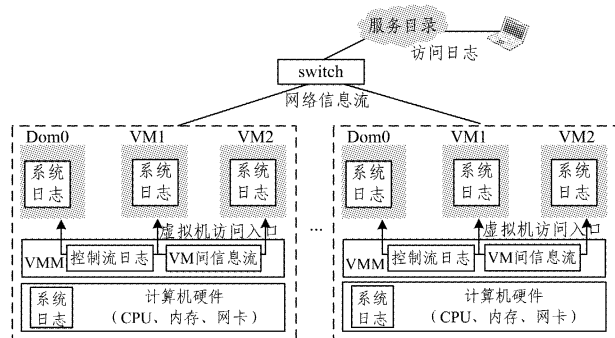 服务目录
访问日志
switch
网络信息流
Dom0 VM1 VM2
系统日志
系统日志
系统日志
虚拟机访问入口
VMM 控制流日志 VM间信息流
系统日志
计算机硬件
（CPU、内存、网卡）
...
Dom0 VM1 VM2
系统日志
系统日志
系统日志
虚拟机访问入口
VMM 控制流日志 VM间信息流
系统日志
计算机硬件
（CPU、内存、网卡）